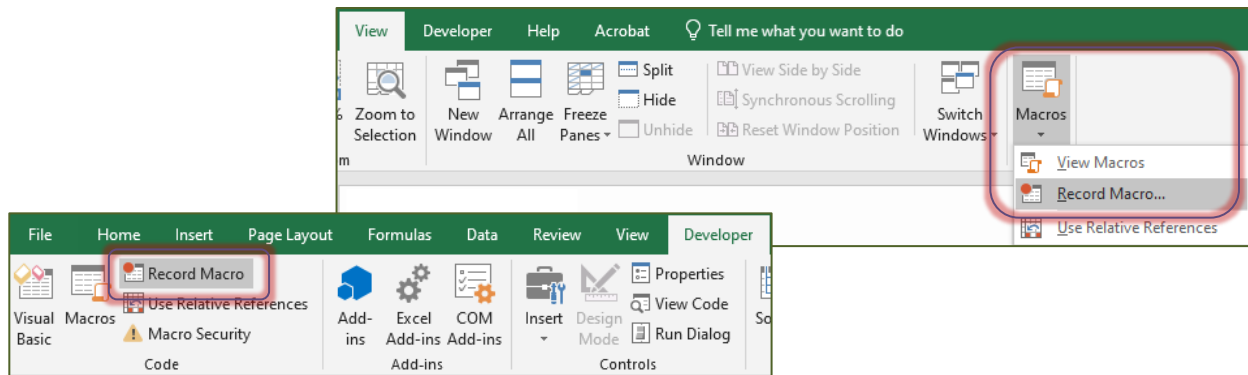 View Developer Help Acrobat Tell me what you want to do
Split View Side by Side
Hide Synchronous Scrolling
% Zoom to New Arrange Freeze Switch Macros
Selection Window All Panes Unhide Reset Window Position Windows
m Window
View Macros
Record Macro...
Use Relative References
File Home Insert Page Layout Formulas Data Review View Developer
Record Macro Properties
Use Relative References View Code
Visual Macros Add- Excel COM Insert Design So
Basic Macro Security ins Add-ins Add-ins Mode Run Dialog
Code Add-ins Controls